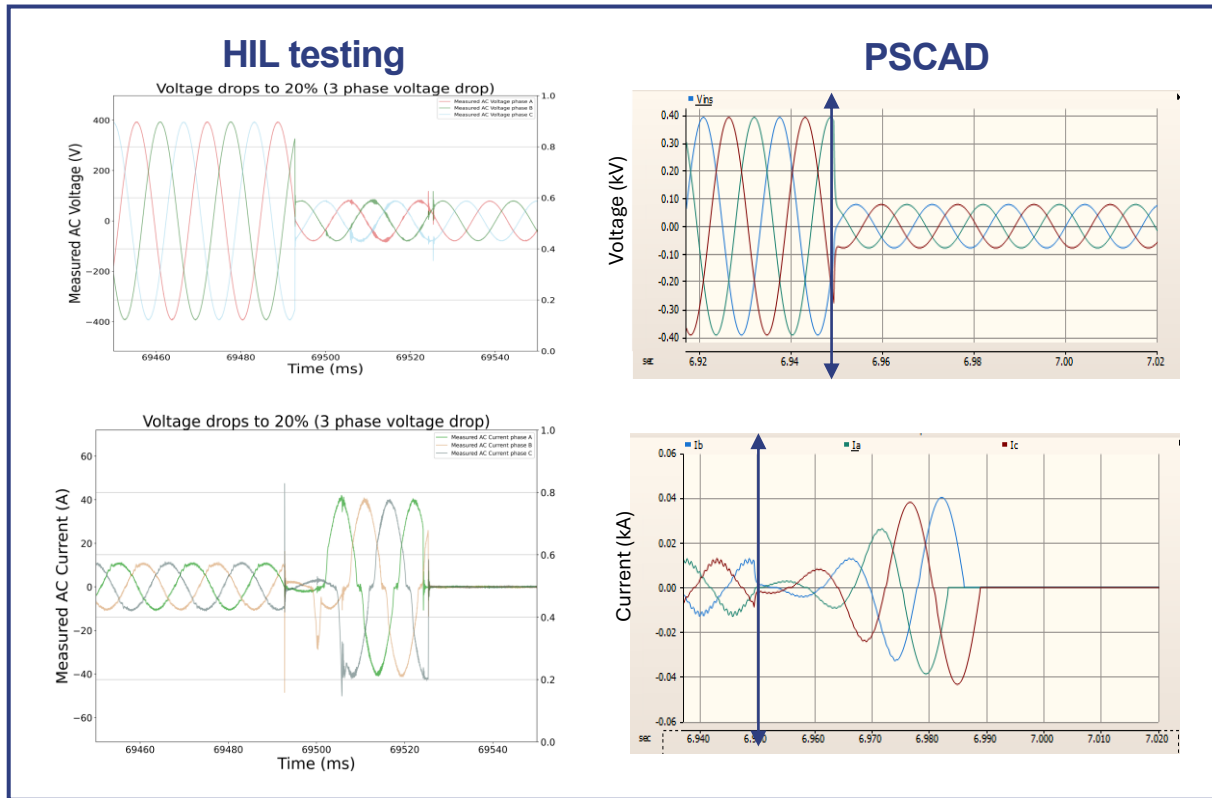 HIL testing
PSCAD
Voltage drops to 20% (3 phase voltage drop)
Measured AC Voltage phase A
Measured AC Voltage phase B
Measured AC Voltage phase C
Measured AC Voltage (V)
400
200
0
−200
−400
1.0
0.8
0.6
0.4
0.2
0.0
69460
69480
69500
69520
69540
Time (ms)
Vins
Voltage (kV)
0.40
0.30
0.20
0.10
0.00
-0.10
-0.20
-0.30
-0.40
sec
6.92
6.94
6.96
6.98
7.00
7.02
Voltage drops to 20% (3 phase voltage drop)
Measured AC Current phase A
Measured AC Current phase B
Measured AC Current phase C
Measured AC Current (A)
60
40
20
0
−20
−40
−60
1.0
0.8
0.6
0.4
0.2
0.0
69460
69480
69500
69520
69540
Time (ms)
Ib
Ia
Ic
Current (kA)
0.06
0.04
0.02
0.00
-0.02
-0.04
-0.06
sec
6.940
6.950
6.960
6.970
6.980
6.990
7.000
7.010
7.020